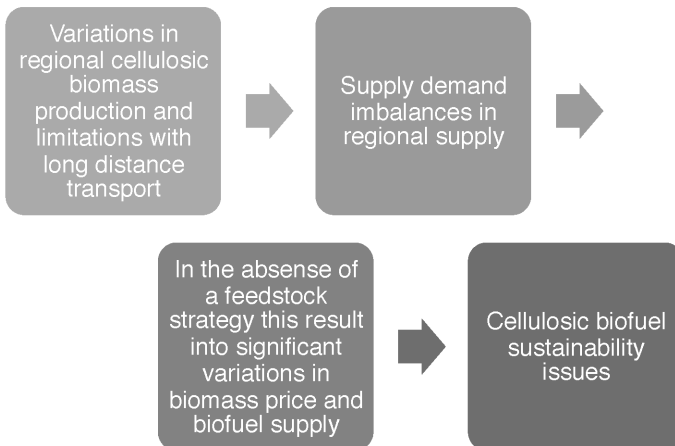 Variations in
regional cellulosic
biomass
production and
limitations with
long distance
transport
Supply demand
imbalances in
regional supply
In the absense of
a feedstock
strategy this result
into significant
variations in
biomass price and
biofuel supply
Cellulosic biofuel
sustainability
issues